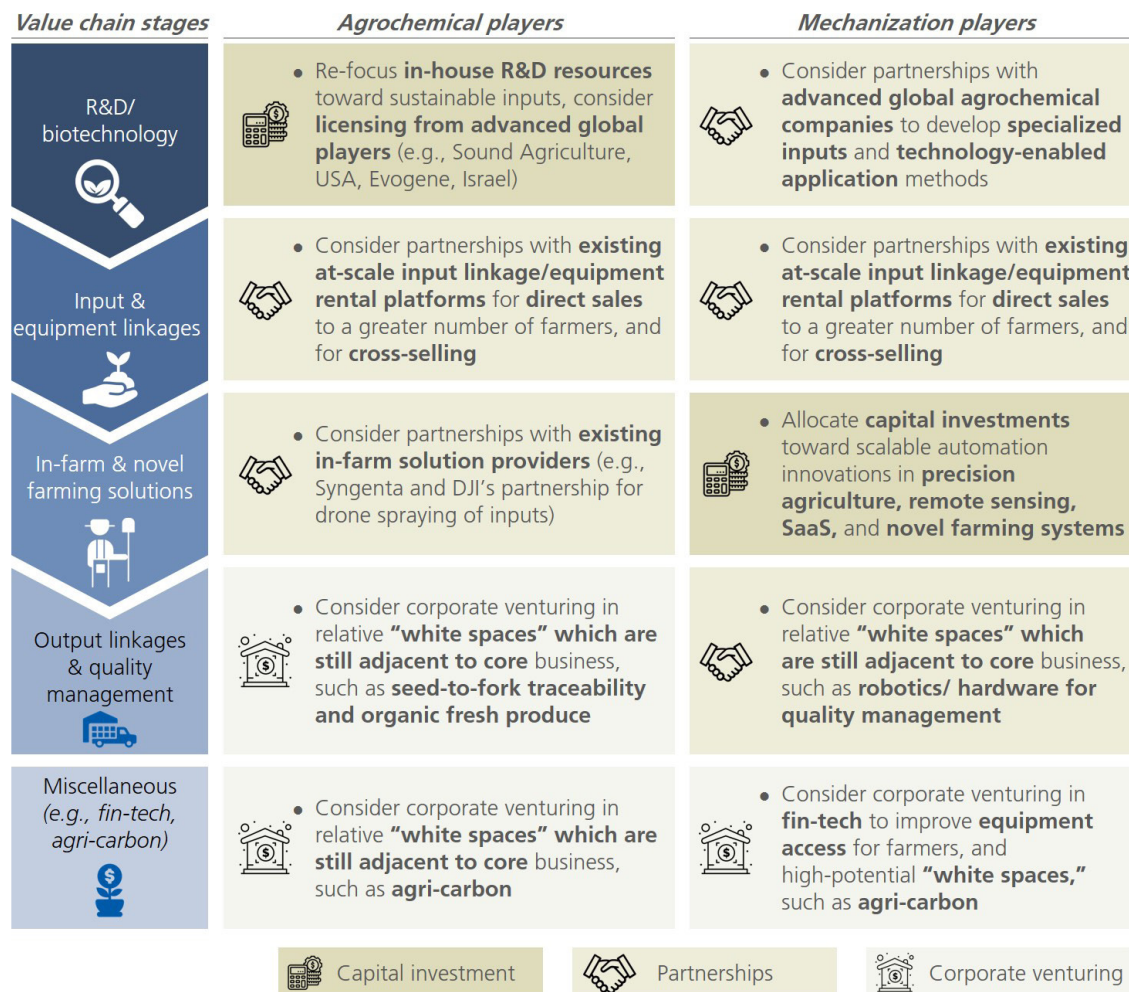 Value chain stages
Agrochemical players
Mechanization players
R&D/
biotechnology
• Re-focus in-house R&D resources
toward sustainable inputs, consider
licensing from advanced global
players (e.g., Sound Agriculture,
USA, Evogene, Israel)
• Consider partnerships with
advanced global agrochemical
companies to develop specialized
inputs and technology-enabled
application methods
Input &
equipment linkages
• Consider partnerships with existing
at-scale input linkage/equipment
rental platforms for direct sales
to a greater number of farmers, and
for cross-selling
• Consider partnerships with existing
at-scale input linkage/equipment
rental platforms for direct sales
to a greater number of farmers, and
for cross-selling
In-farm & novel
farming solutions
• Consider partnerships with existing
in-farm solution providers (e.g.,
Syngenta and DJI’s partnership for
drone spraying of inputs)
• Allocate capital investments
toward scalable automation
innovations in precision
agriculture, remote sensing,
SaaS, and novel farming systems
Output linkages
& quality
management
• Consider corporate venturing in
relative “white spaces” which are
still adjacent to core business,
such as seed-to-fork traceability
and organic fresh produce
• Consider corporate venturing in
relative “white spaces” which
are still adjacent to core business,
such as robotics/ hardware for
quality management
Miscellaneous
(e.g., fin-tech,
agri-carbon)
• Consider corporate venturing in
relative “white spaces” which are
still adjacent to core business,
such as agri-carbon
• Consider corporate venturing in
fin-tech to improve equipment
access for farmers, and
high-potential “white spaces,”
such as agri-carbon
Capital investment
Partnerships
Corporate venturing